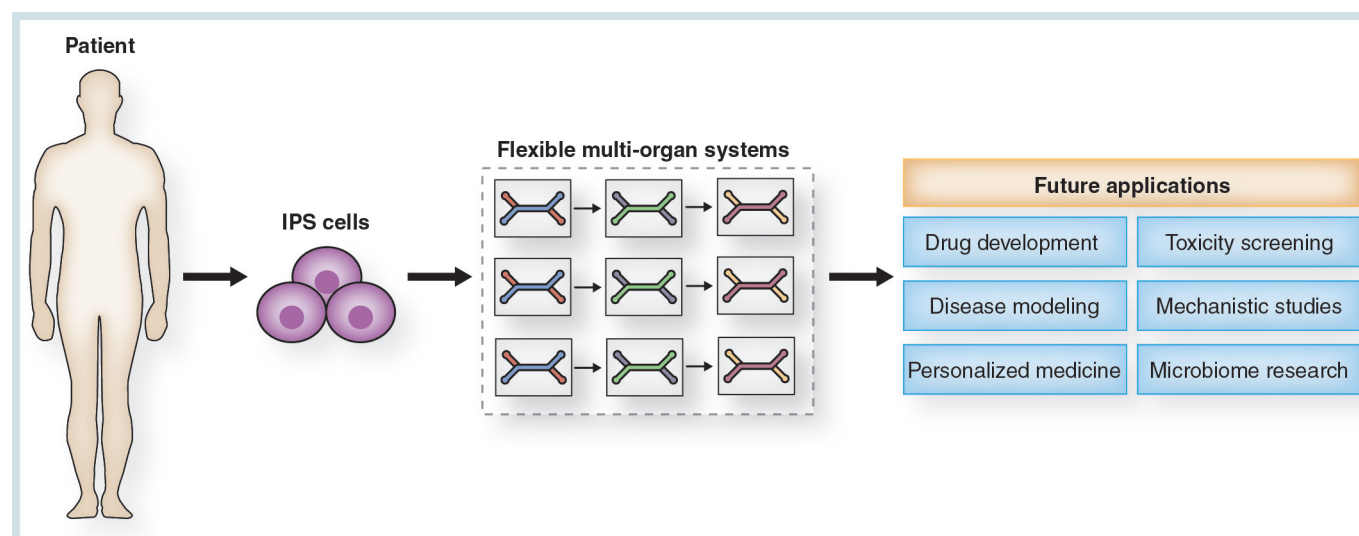 Patient
IPS cells
Flexible multi-organ systems
Future applications
Drug development
Toxicity screening
Disease modeling
Mechanistic studies
Personalized medicine
Microbiome research